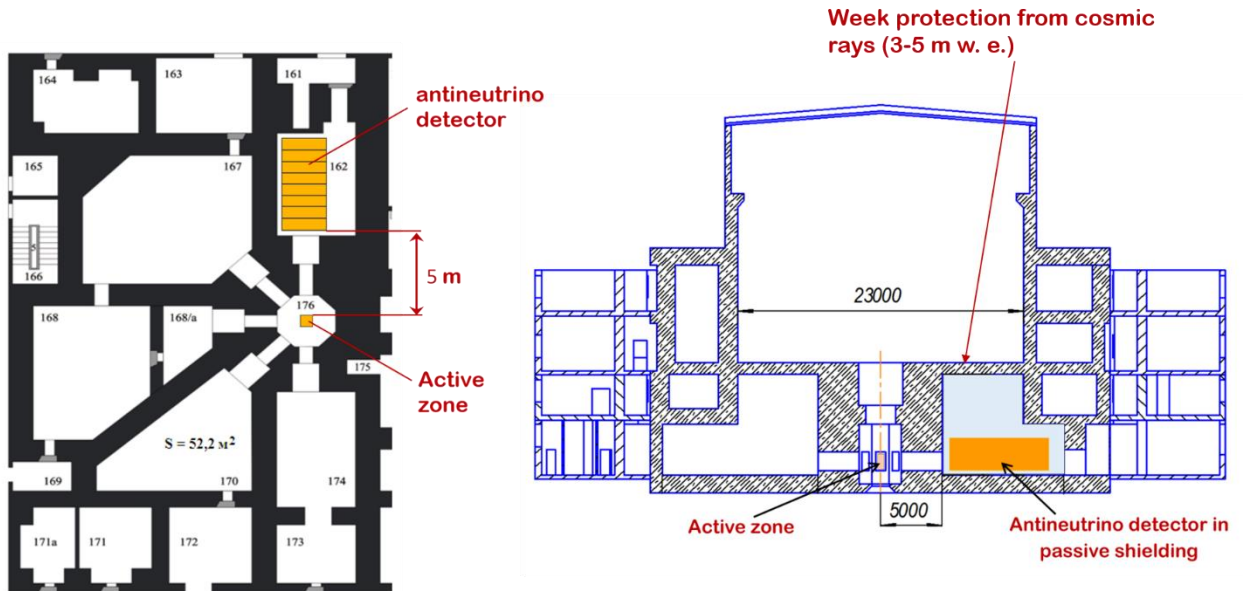 164
163
161
165
167
162
166
168
168/a
176
175
S = 52,2 м²
169
170
174
171a
171
172
173
antineutrino
detector
5 m
Active
zone
Week protection from cosmic
rays (3-5 m w. e.)
23000
5000
Active zone
Antineutrino detector in
passive shielding